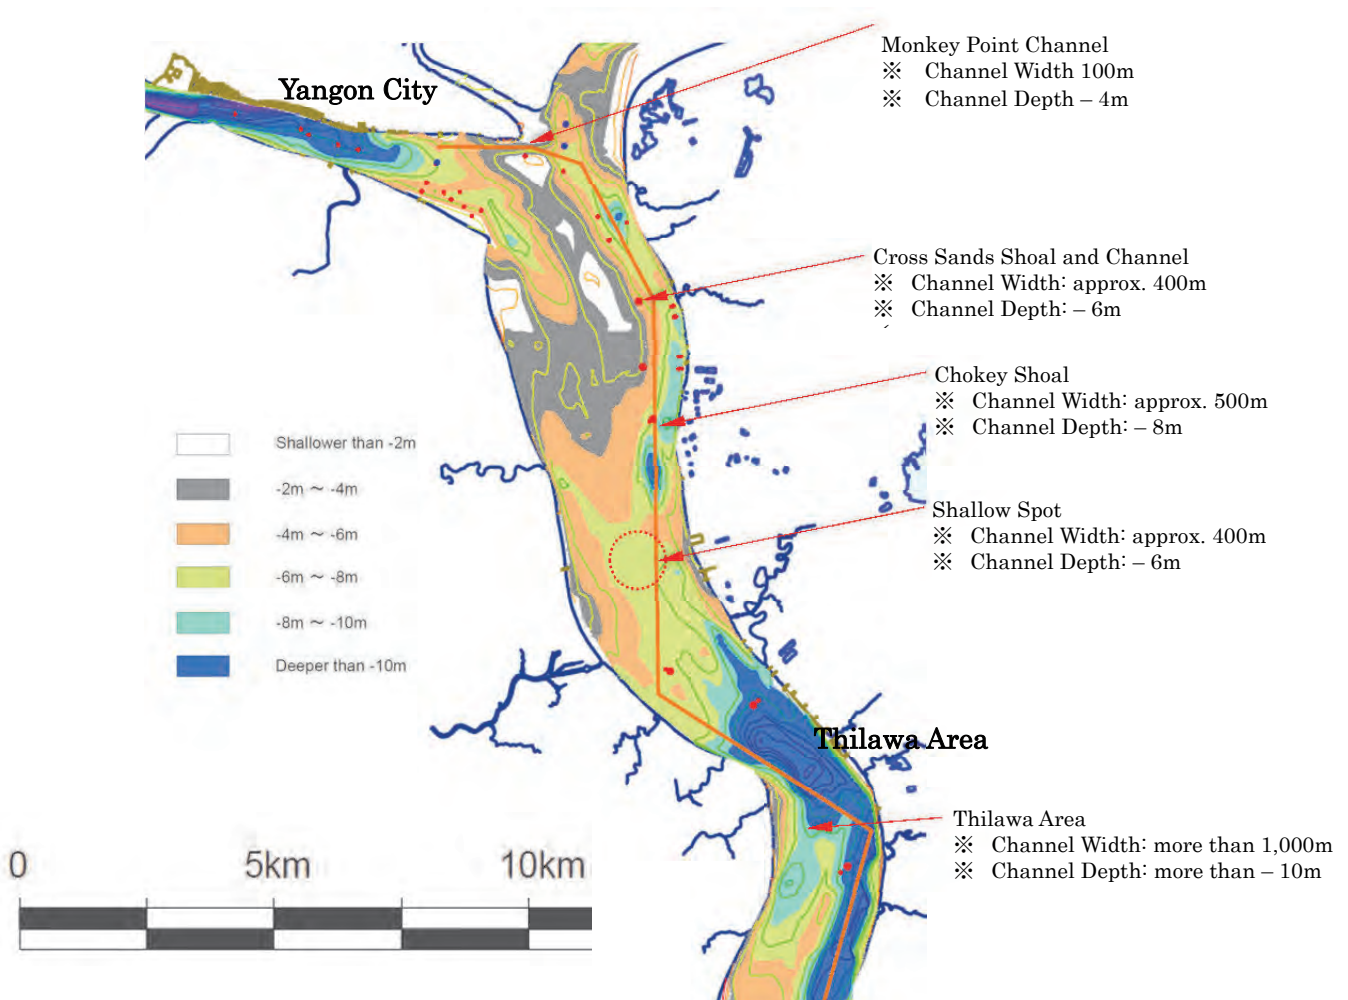 Yangon City
Monkey Point Channel
※ Channel Width 100m
※ Channel Depth – 4m
Cross Sands Shoal and Channel
※ Channel Width: approx. 400m
※ Channel Depth: – 6m
Chokey Shoal
※ Channel Width: approx. 500m
※ Channel Depth: – 8m
Shallow Spot
※ Channel Width: approx. 400m
※ Channel Depth: – 6m
Shallower than -2m
-2m ～ -4m
-4m ～ -6m
-6m ～ -8m
-8m ～ -10m
Deeper than -10m
Thilawa Area
Thilawa Area
※ Channel Width: more than 1,000m
※ Channel Depth: more than – 10m
0 5km 10km